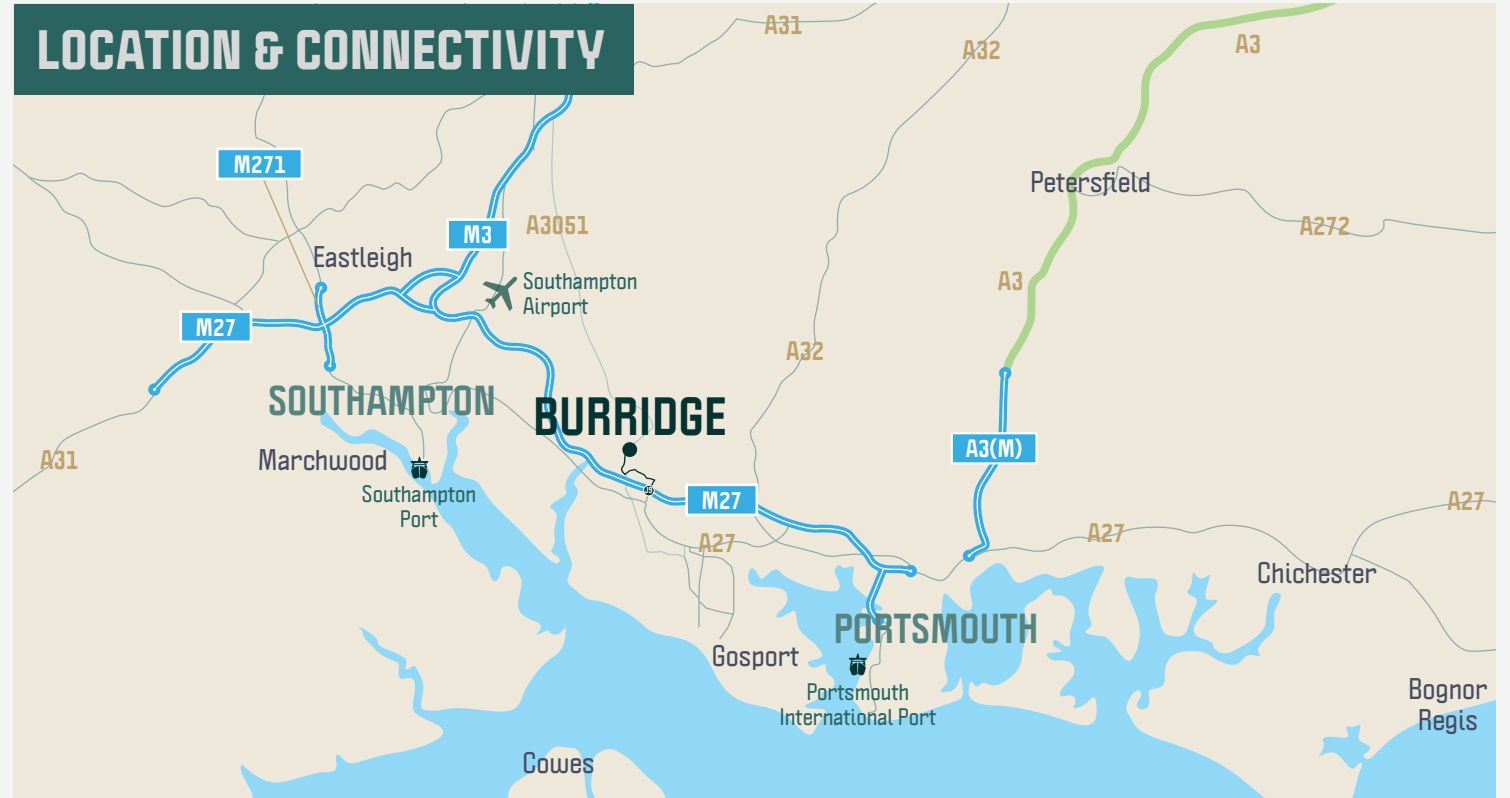 LOCATION & CONNECTIVITY
A31
A32
A3
M271
Petersfield
M3
A3051
A272
Eastleigh
Southampton
Airport
A3
M27
A32
SOUTHAMPTON
BURRIDGE
A3(M)
A31
Marchwood
Southampton
Port
M27
A27
A27
A27
Chichester
PORTSMOUTH
Gosport
Portsmouth
International Port
Bognor
Regis
Cowes